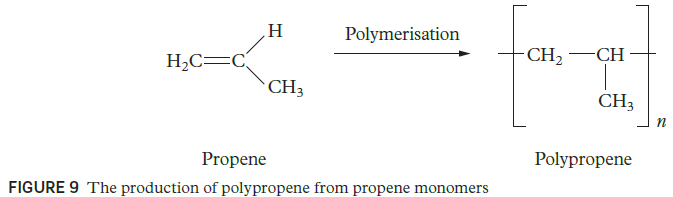 H
Polymerisation
H₂C=C
CH₃
CH₂—CH
CH₃
n
Propene
Polypropene
FIGURE 9 The production of polypropene from propene monomers